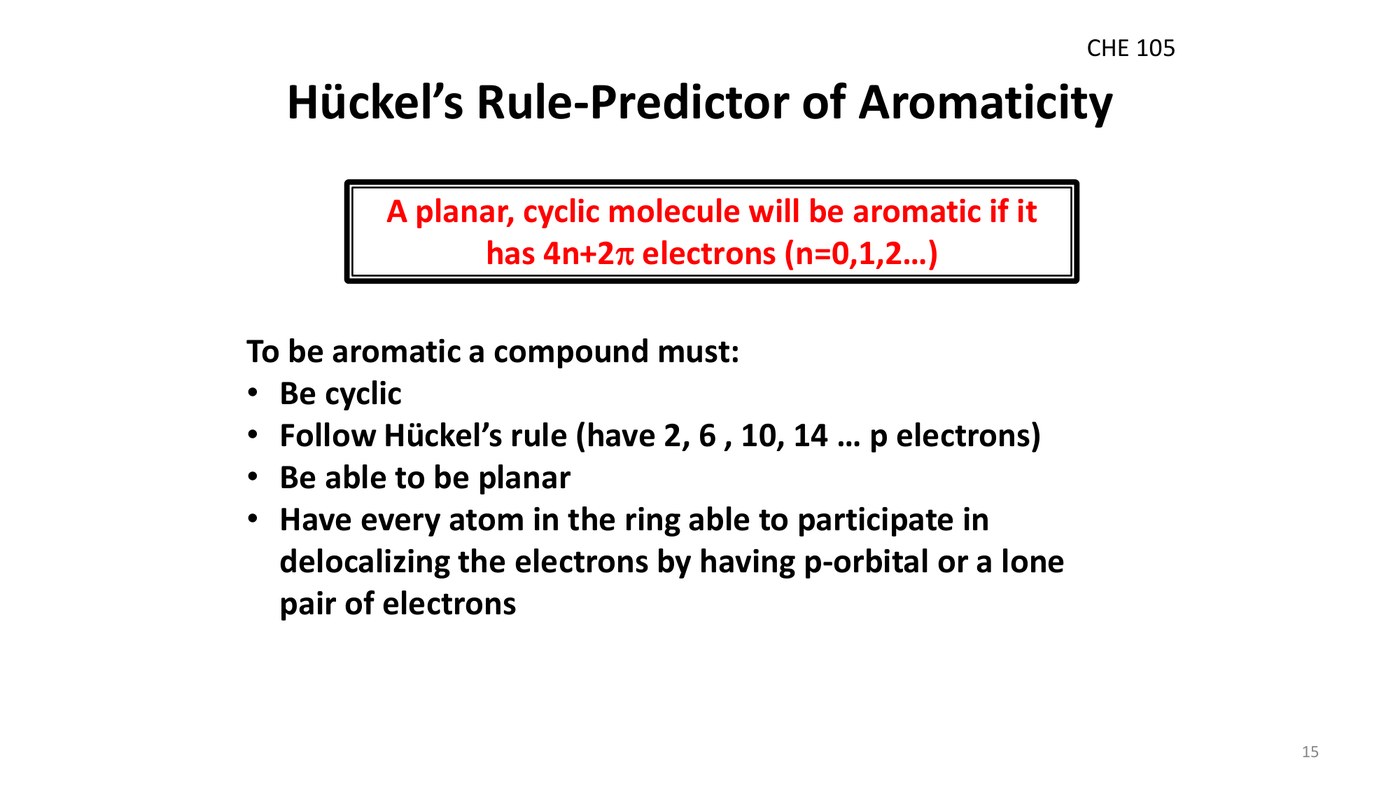 CHE 105
Hückel’s Rule-Predictor of Aromaticity
A planar, cyclic molecule will be aromatic if it
has 4n+2π electrons (n=0,1,2…)
To be aromatic a compound must:
• Be cyclic
• Follow Hückel’s rule (have 2, 6 , 10, 14 … p electrons)
• Be able to be planar
• Have every atom in the ring able to participate in
delocalizing the electrons by having p-orbital or a lone
pair of electrons
15